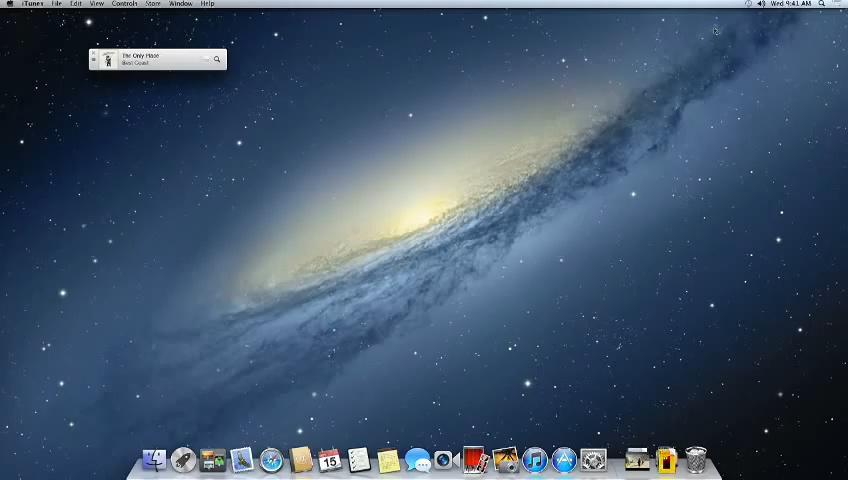 iTunes File Edit View Controls Store Window Help Wed 9:41 AM
The Only Place
Best Coast
15